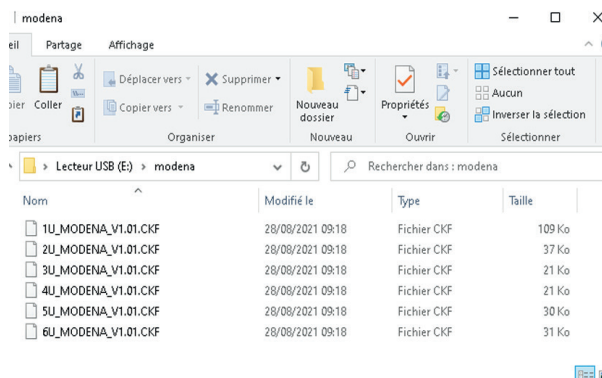 modena
eil Partage Affichage
Coller
Déplacer vers
Copier vers
Supprimer
Renommer
Nouveau dossier
Propriétés
Sélectionner tout
Aucun
Inverser la sélection
Organiser Nouveau Ouvrir Sélectionner
Lecteur USB (E:) > modena
Rechercher dans : modena
Nom Modifié le Type Taille
1U_MODENA_V1.01.CKF 28/08/2021 09:18 Fichier CKF 109 Ko
2U_MODENA_V1.01.CKF 28/08/2021 09:18 Fichier CKF 37 Ko
3U_MODENA_V1.01.CKF 28/08/2021 09:18 Fichier CKF 21 Ko
4U_MODENA_V1.01.CKF 28/08/2021 09:18 Fichier CKF 21 Ko
5U_MODENA_V1.01.CKF 28/08/2021 09:18 Fichier CKF 30 Ko
6U_MODENA_V1.01.CKF 28/08/2021 09:18 Fichier CKF 31 Ko